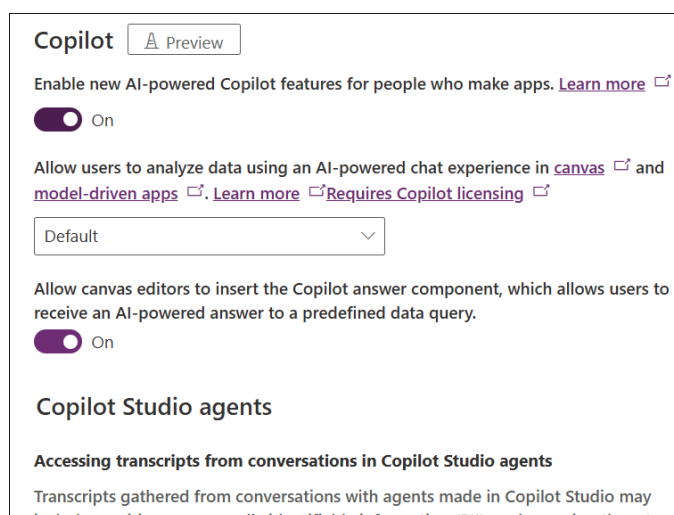 Copilot Preview
Enable new AI-powered Copilot features for people who make apps. Learn more
On
Allow users to analyze data using an AI-powered chat experience in canvas and
model-driven apps . Learn more Requires Copilot licensing
Default
Allow canvas editors to insert the Copilot answer component, which allows users to
receive an AI-powered answer to a predefined data query.
On
Copilot Studio agents
Accessing transcripts from conversations in Copilot Studio agents
Transcripts gathered from conversations with agents made in Copilot Studio may